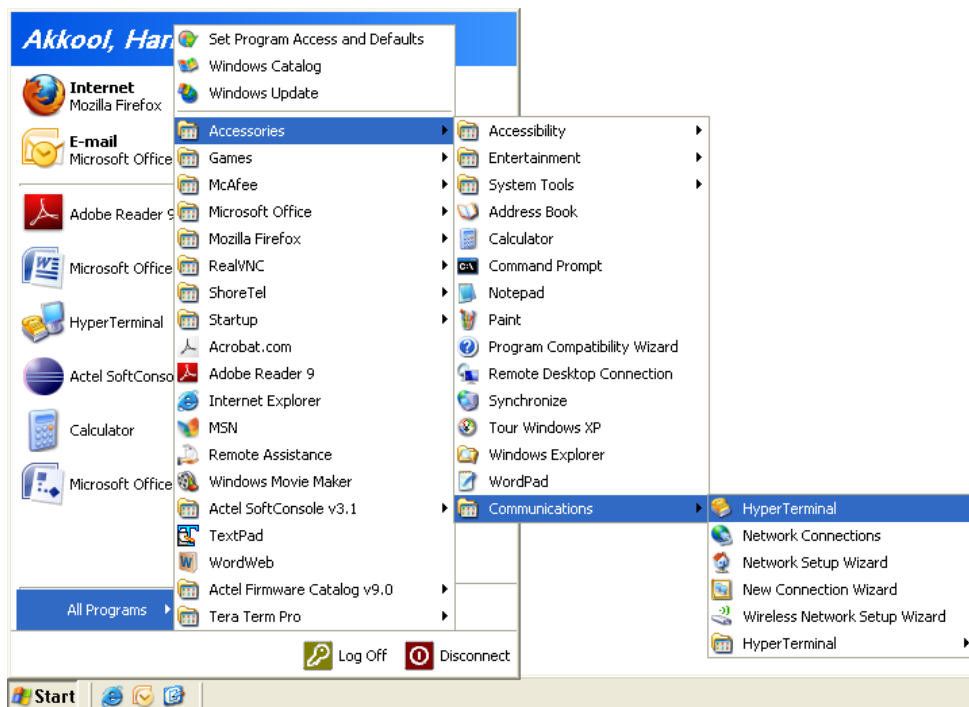 Akkool, Har
Internet
Mozilla Firefox
E-mail
Microsoft Office
Adobe Reader 9
Microsoft Office
HyperTerminal
Actel SoftConso
Calculator
Microsoft Office
All Programs
Set Program Access and Defaults
Windows Catalog
Windows Update
Accessories
Games
McAfee
Microsoft Office
Mozilla Firefox
RealVNC
ShoreTel
Startup
Acrobat.com
Adobe Reader 9
Internet Explorer
MSN
Remote Assistance
Windows Movie Maker
Actel SoftConsole v3.1
TextPad
WordWeb
Actel Firmware Catalog v9.0
Tera Term Pro
Accessibility
Entertainment
System Tools
Address Book
Calculator
Command Prompt
Notepad
Paint
Program Compatibility Wizard
Remote Desktop Connection
Synchronize
Tour Windows XP
Windows Explorer
WordPad
Communications
HyperTerminal
Network Connections
Network Setup Wizard
New Connection Wizard
Wireless Network Setup Wizard
HyperTerminal
Log Off
Disconnect
Start